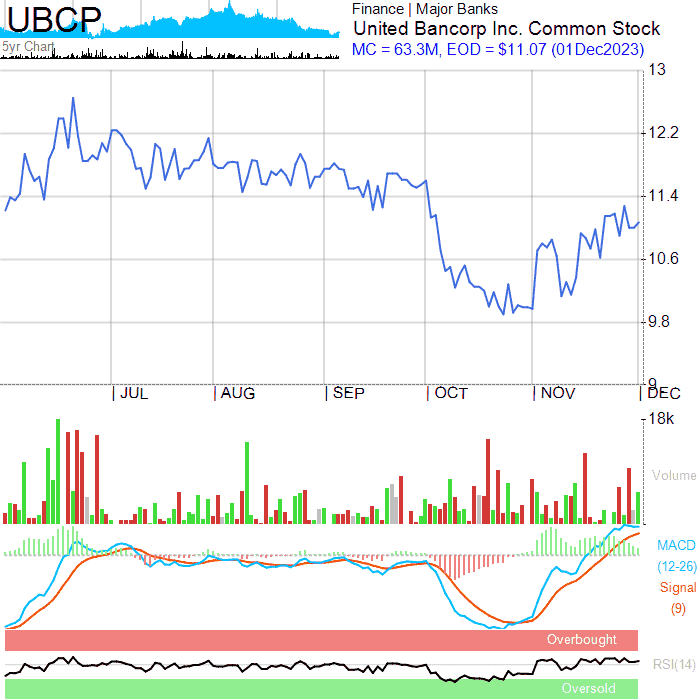 UBCP
5yr Chart
Finance | Major Banks
United Bancorp Inc. Common Stock
MC = 63.3M, EOD = $11.07 (01Dec2023)
13
12.2
11.4
10.6
9.8
9
JUL AUG SEP OCT NOV DEC
18k
Volume
MACD
(12-26)
Signal
(9)
Overbought
RSI(14)
Oversold